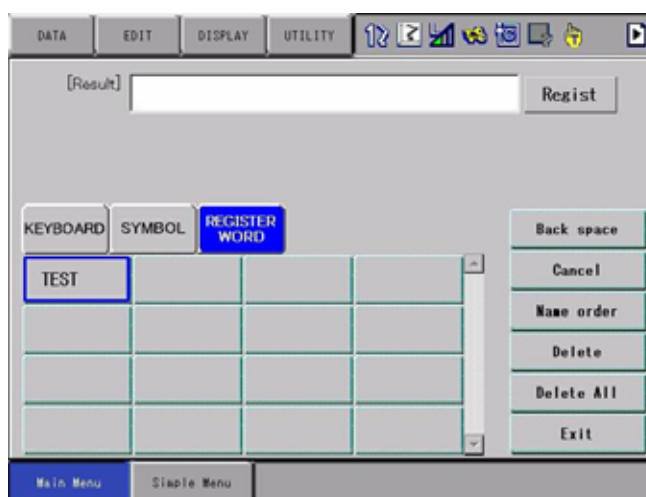 DATA EDIT DISPLAY UTILITY
[Result] Regist
KEYBOARD SYMBOL REGISTER WORD
Back space
TEST
Cancel
Name order
Delete
Delete All
Exit
Main Menu Simple Menu